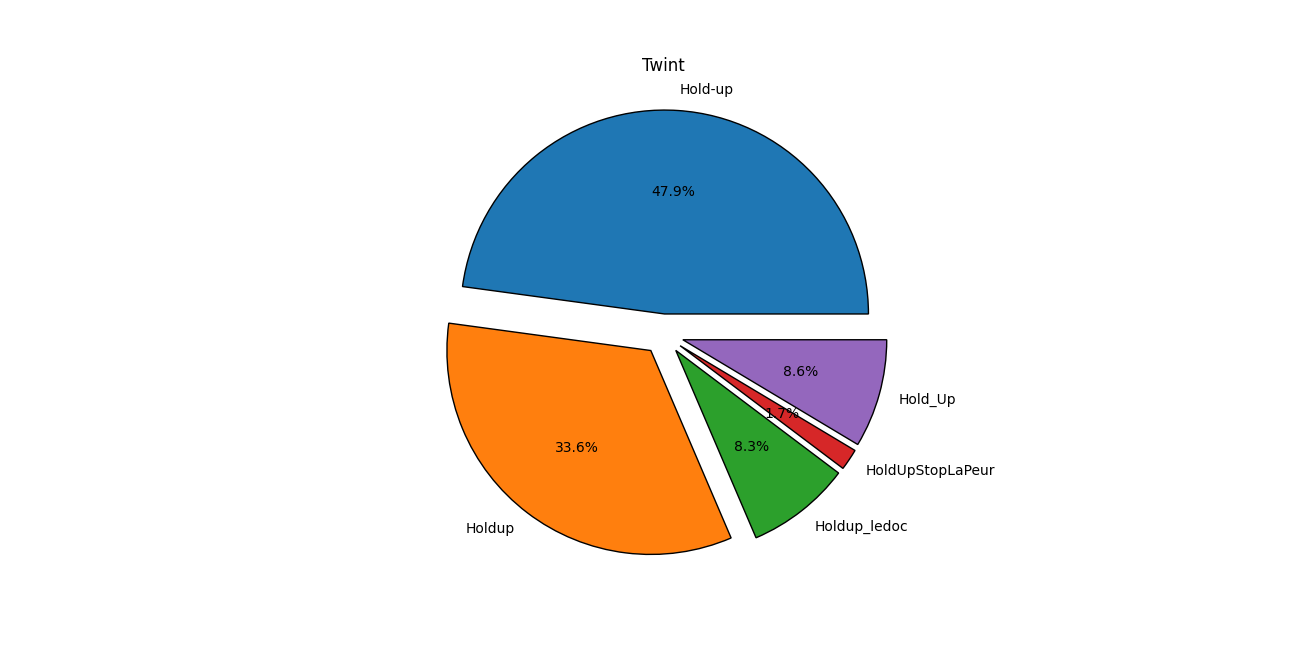 Twint
Hold-up
47.9%
8.6%
Hold_Up
1.7%
33.6%
8.3%
HoldUpStopLaPeur
Holdup
Holdup_ledoc